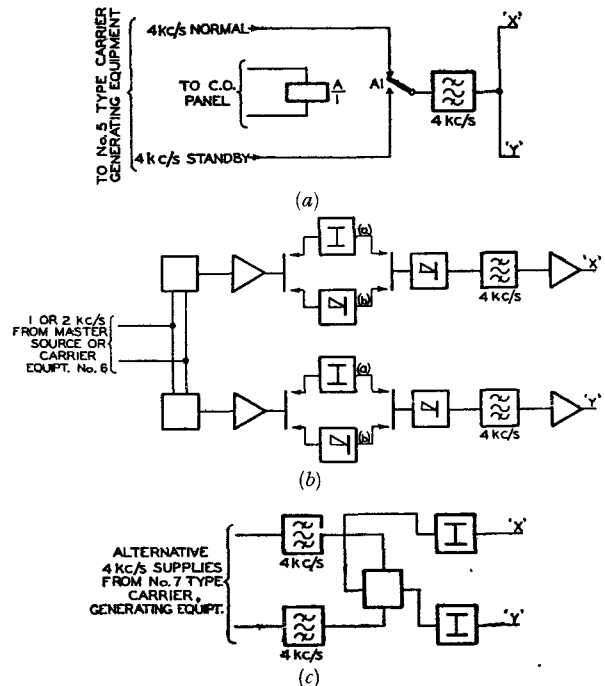 TO No. 5 TYPE CARRIER
GENERATING EQUIPMENT
4kc/s NORMAL
TO C.O.
PANEL
A
1
A1
4 kc/s
4 kc/s STANDBY
'X'
'Y'
(a)
1 OR 2 kc/s
FROM MASTER
SOURCE OR
CARRIER
EQUIPT. No. 6
(a)
(b)
4 kc/s
'X'
(a)
(b)
4 kc/s
'Y'
(b)
ALTERNATIVE
4 kc/s SUPPLIES
FROM No. 7 TYPE
CARRIER,
GENERATING EQUIPT.
4 kc/s
4 kc/s
'X'
'Y'
(c)